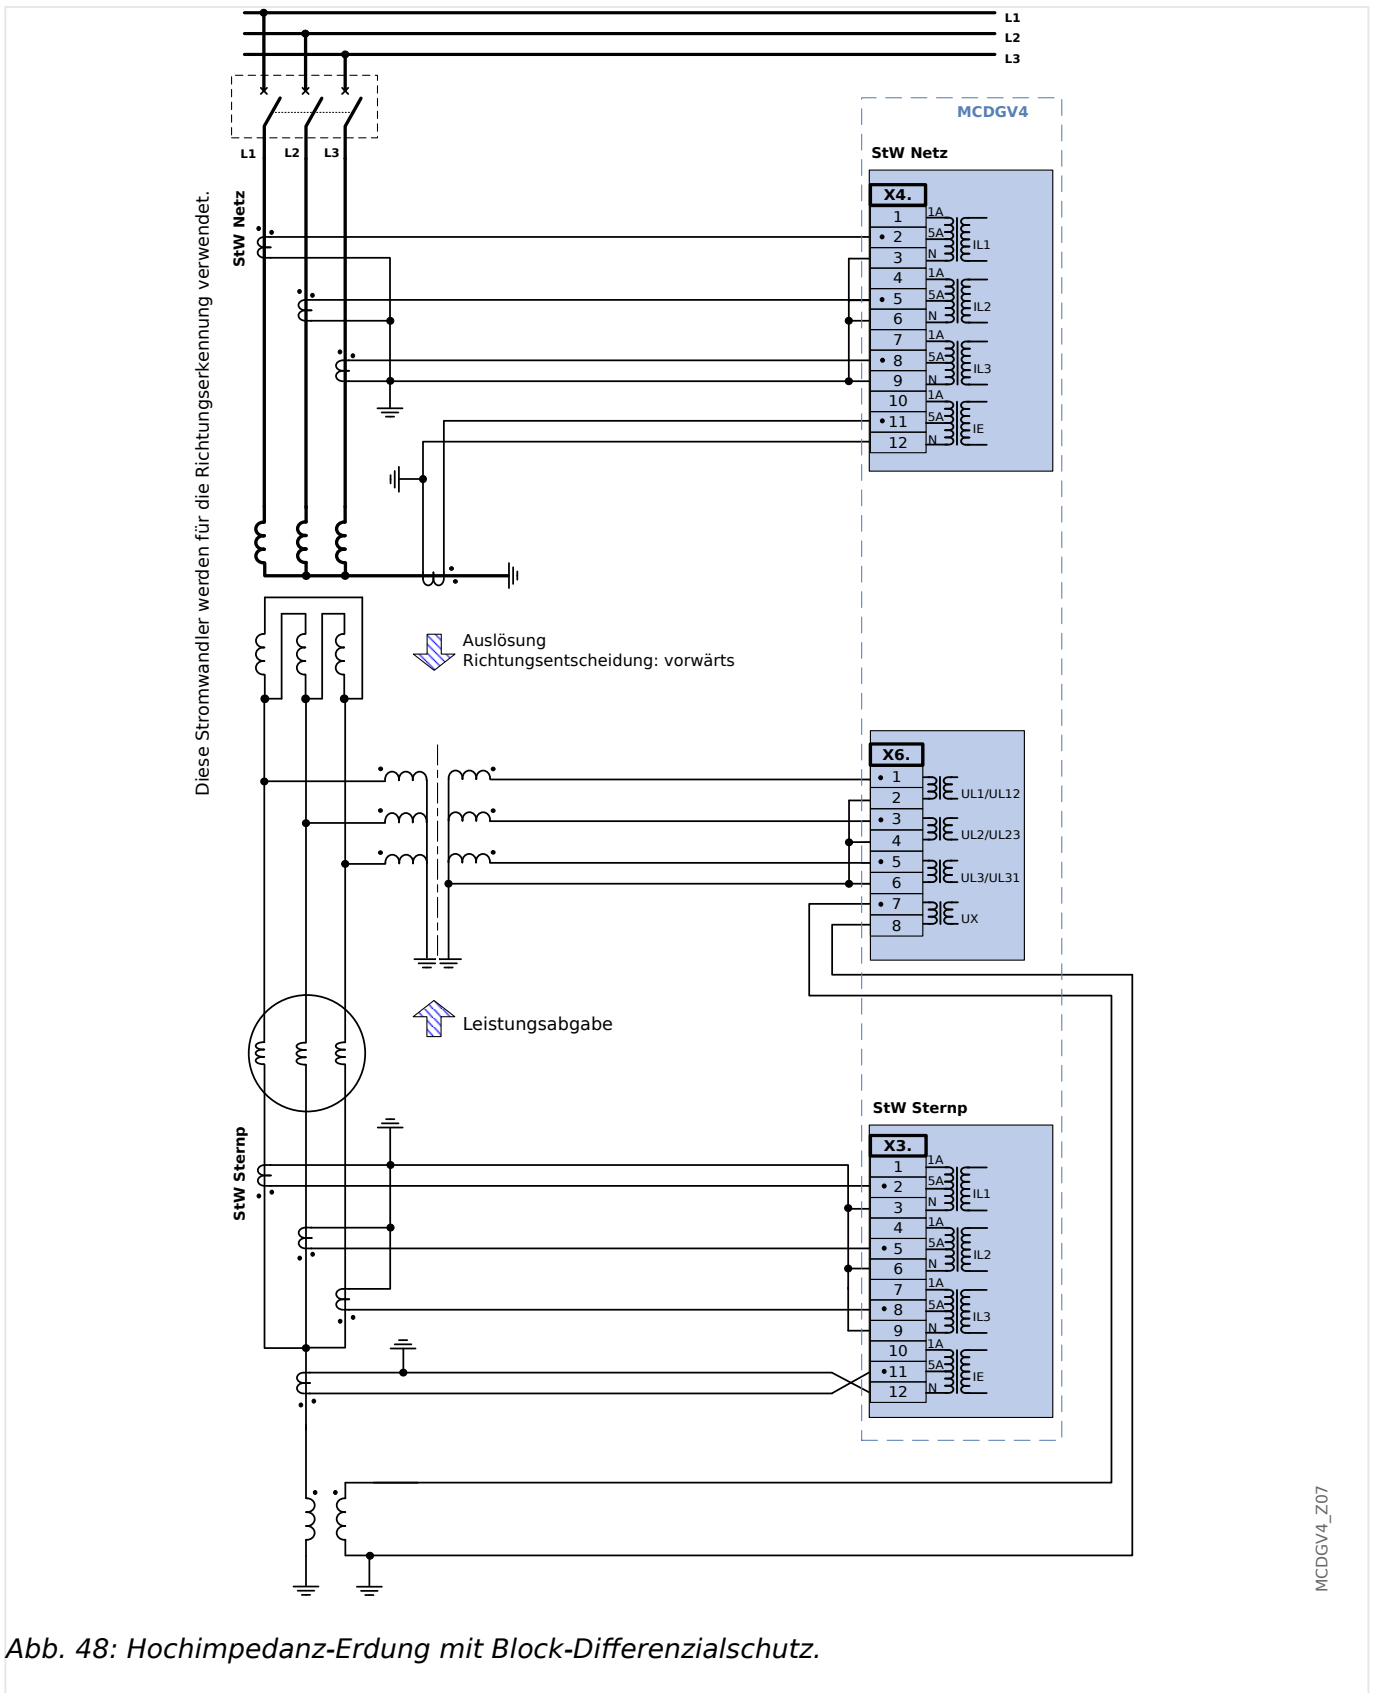 L1
L2
L3
MCDGV4
L1 L2 L3
StW Netz
Diese Stromwandler werden für die Richtungserkennung verwendet.
StW Netz
X4.
1 1A
2 5A IL1
3 N
4 1A
5 5A IL2
6 N
7 1A
8 5A IL3
9 N
10 1A
11 5A IE
12 N
Auslösung
Richtungsentscheidung: vorwärts
X6.
1
UL1/UL12
2
3
UL2/UL23
4
5
UL3/UL31
6
7
UX
8
Leistungsabgabe
StW Sternp
StW Sternp
X3.
1 1A
2 5A IL1
3 N
4 1A
5 5A IL2
6 N
7 1A
8 5A IL3
9 N
10 1A
11 5A IE
12 N
MCDGV4_Z07
Abb. 48: Hochimpedanz-Erdung mit Block-Differenzialschutz.